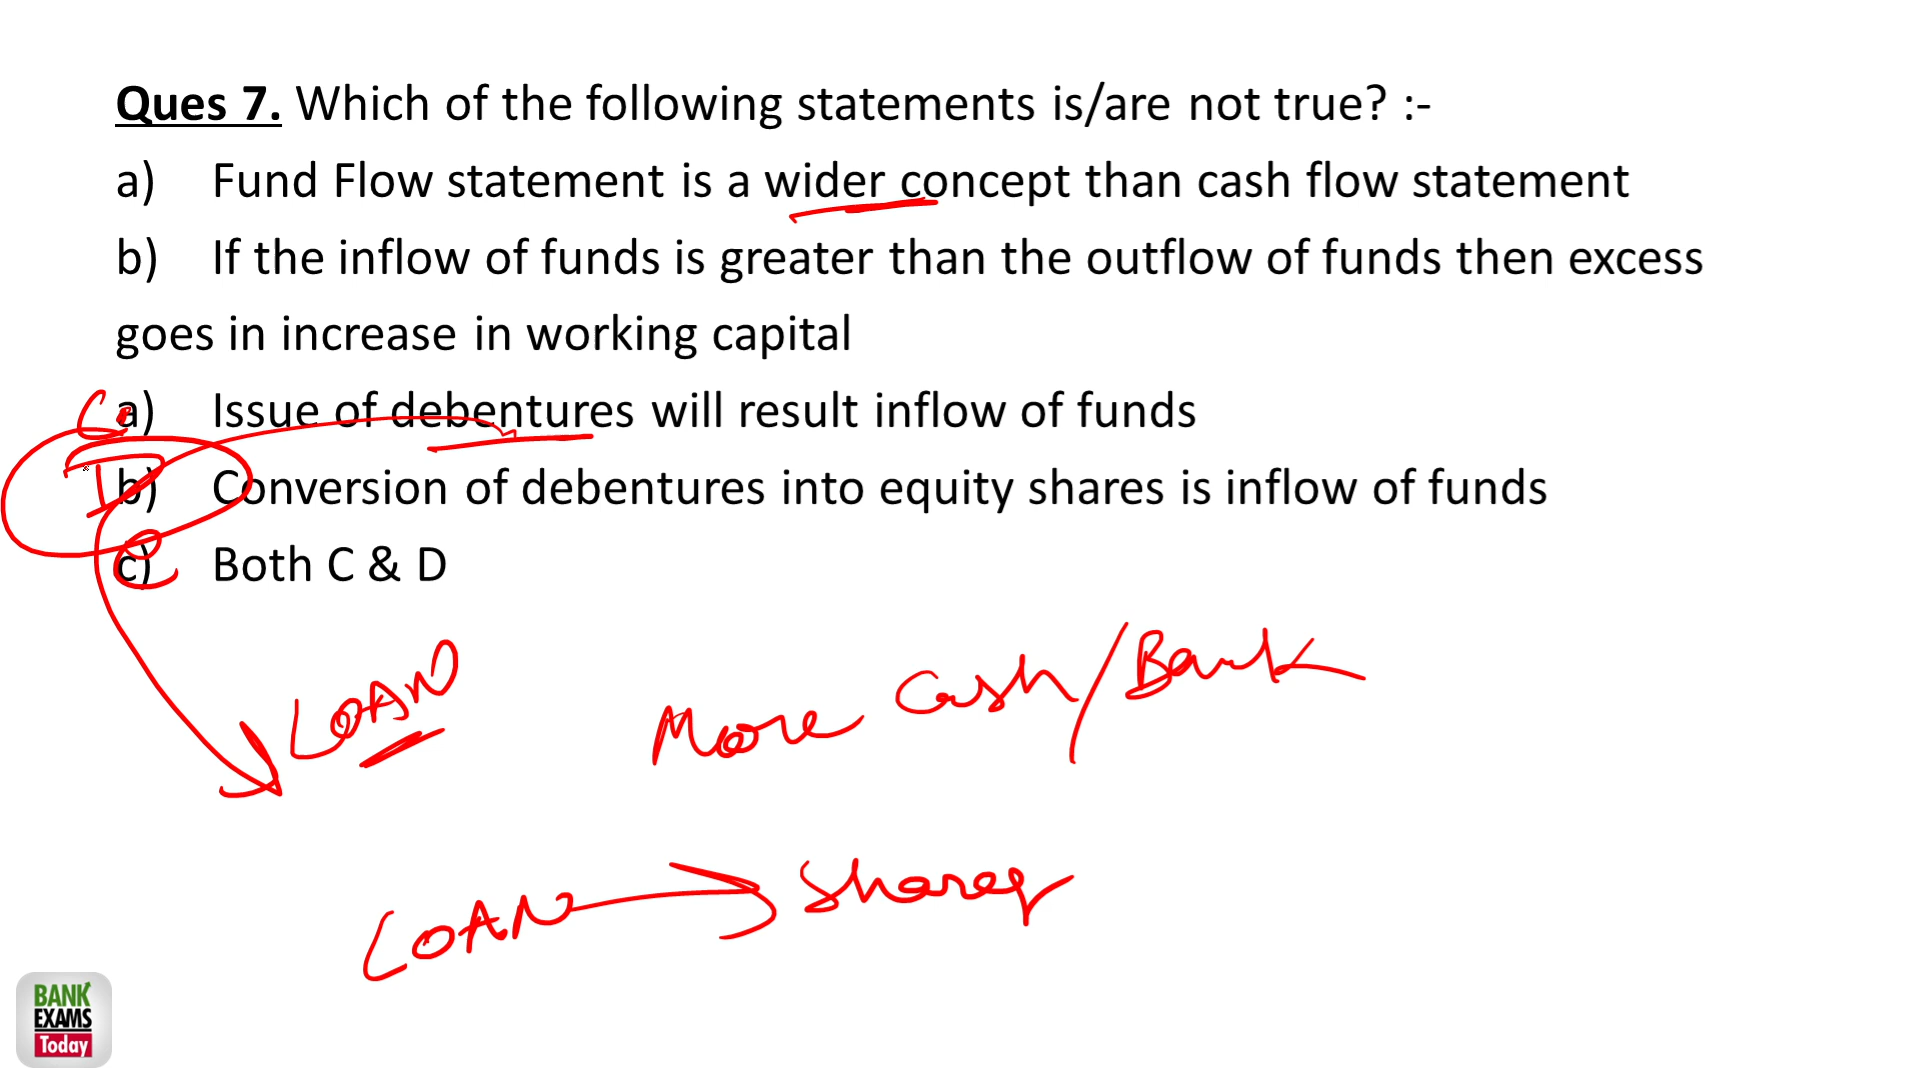 Ques 7. Which of the following statements is/are not true? :-
a) Fund Flow statement is a wider concept than cash flow statement
b) If the inflow of funds is greater than the outflow of funds then excess
goes in increase in working capital
C a) Issue of debentures will result inflow of funds
D b) Conversion of debentures into equity shares is inflow of funds
e c) Both C & D
LOAN
More Cash/Bank
LOAN → Shares
BANK
EXAMS
Today